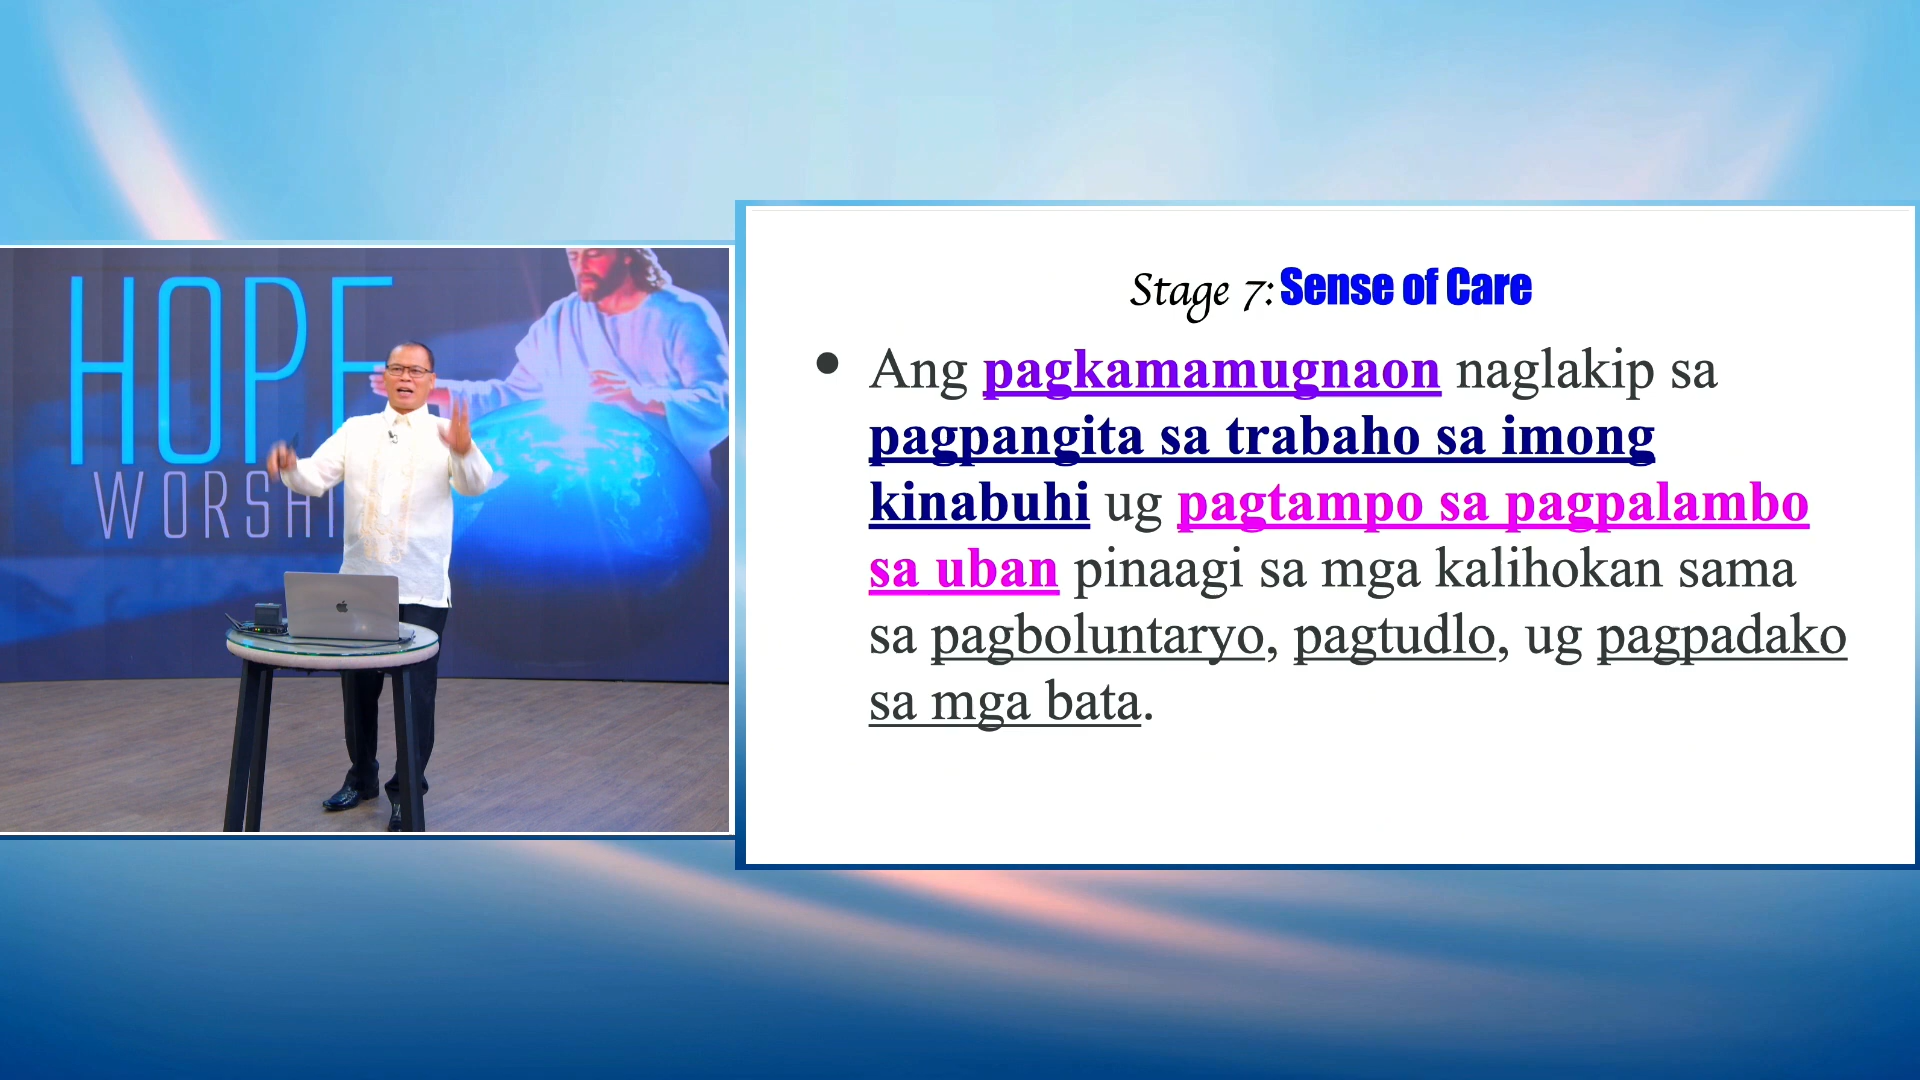 HOPE
WORSHI
Stage 7: Sense of Care
• Ang pagkamamugnaon naglakip sa
pagpangita sa trabaho sa imong
kinabuhi ug pagtampo sa pagpalambo
sa uban pinaagi sa mga kalihokan sama
sa pagboluntaryo, pagtudlo, ug pagpadako
sa mga bata.